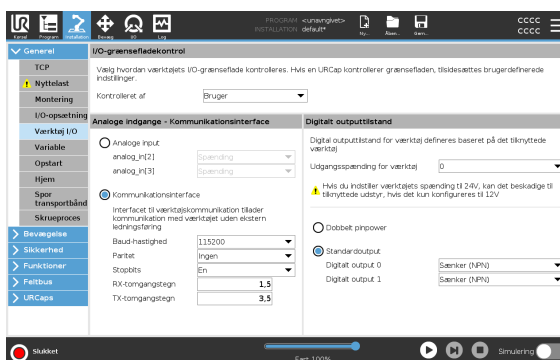 Kørsel Program Installation Bevæg I/O Log
PROGRAM <unavngivet>
INSTALLATION default*
Ny... Åben... Gem...
cccc
cccc
Generel
TCP
Nyttelast
Montering
I/O-opsætning
Værktøj I/O
Variable
Opstart
Hjem
Spor
transportbånd
Skrueproces
Bevægelse
Sikkerhed
Funktioner
Feltbus
URCaps
I/O-grænsefladekontrol
Vælg hvordan værktøjets I/O-grænseflade kontrolleres. Hvis en URCap kontrollerer grænsefladen, tilsidesættes brugerdefinerede
indstillinger.
Kontrolleret af
Bruger
Analoge indgange - Kommunikationsinterface
Analoge input
analog_in[2] Spænding
analog_in[3] Spænding
Kommunikationsinterface
Interfacet til værktøjskommunikation tillader
kommunikation med værktøjet uden ekstern
ledningsføring
Baud-hastighed 115200
Paritet Ingen
Stopbits En
RX-tomgangstegn 1,5
TX-tomgangstegn 3,5
Digitalt outputtilstand
Digital outputtilstand for værktøj defineres baseret på det tilknyttede
værktøj
Udgangsspænding for værktøj 0
Hvis du indstiller værktøjets spænding til 24V, kan det beskadige til
tilknyttede udstyr, hvis det kun konfigureres til 12V
Dobbelt pinpower
Standardoutput
Digitalt output 0 Sænker (NPN)
Digitalt output 1 Sænker (NPN)
Slukket
Fart 100%
Simulering